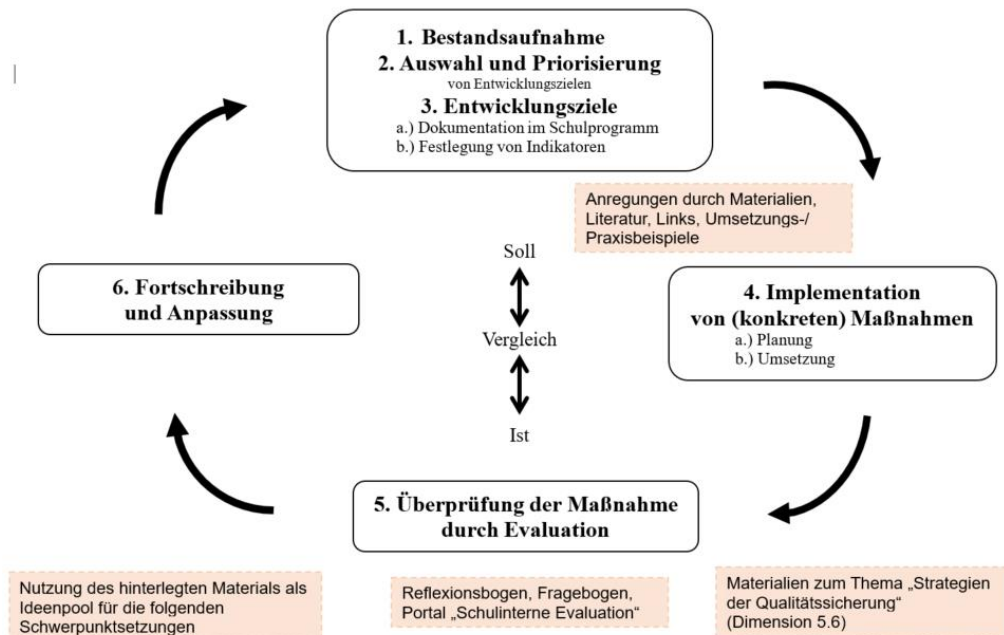 1. Bestandsaufnahme
2. Auswahl und Priorisierung
von Entwicklungszielen
3. Entwicklungsziele
a.) Dokumentation im Schulprogramm
b.) Festlegung von Indikatoren
Anregungen durch Materialien,
Literatur, Links, Umsetzungs-/
Praxisbeispiele
Soll
Vergleich
Ist
4. Implementation
von (konkreten) Maßnahmen
a.) Planung
b.) Umsetzung
6. Fortschreibung
und Anpassung
5. Überprüfung der Maßnahme
durch Evaluation
Nutzung des hinterlegten Materials als
Ideenpool für die folgenden
Schwerpunktsetzungen
Reflexionsbogen, Fragebogen,
Portal „Schulinterne Evaluation“
Materialien zum Thema „Strategien
der Qualitätssicherung“
(Dimension 5.6)